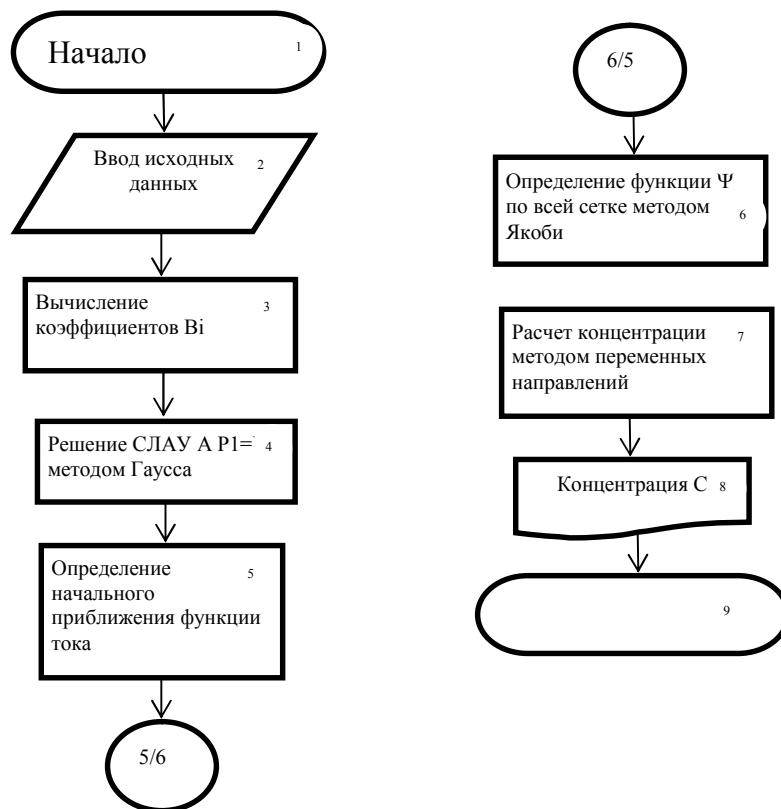 Начало
1
Ввод исходных
данных
2
Вычисление
коэффициентов Bi
3
Решение СЛАУ A P1=
методом Гаусса
4
Определение
начального
приближения функции
тока
5
5/6
6/5
Определение функции Ψ
по всей сетке методом
Якоби
6
Расчет концентрации
методом переменных
направлений
7
Концентрация С
8
9